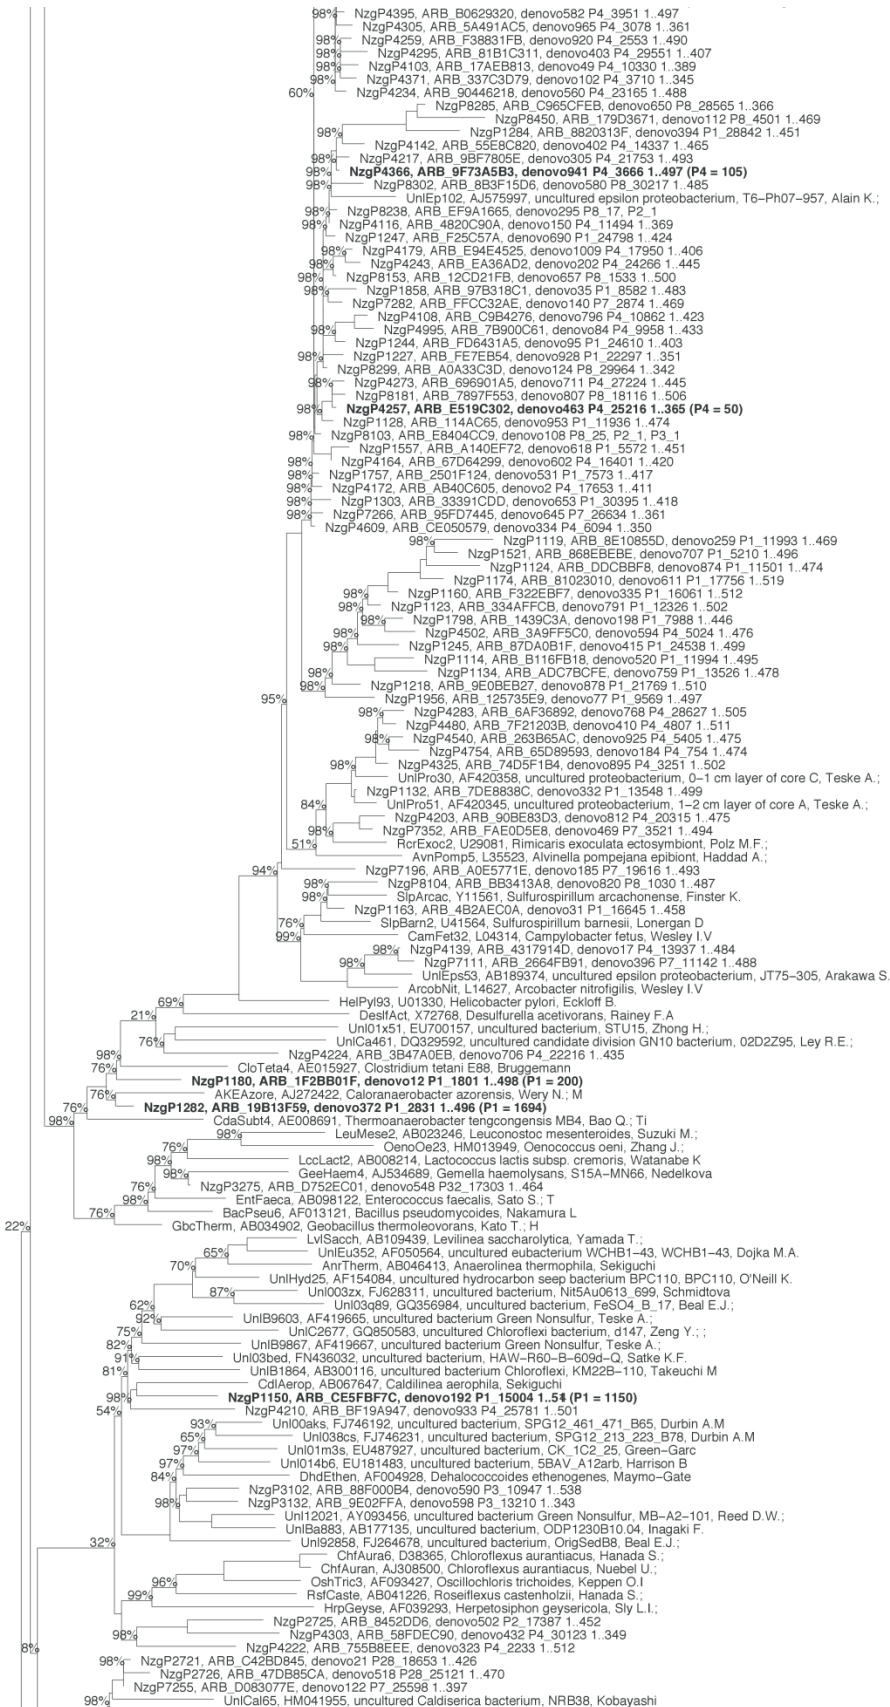 98% NzgP4395, ARB_B0629320, denovo582 P4_3951 1..497
NzgP4305, ARB_5A491AC5, denovo965 P4_3078 1..361
98% NzgP4259, ARB_F38831FB, denovo920 P4_2553 1..490
98% NzgP4295, ARB_81B1C311, denovo403 P4_29551 1..407
98% NzgP4103, ARB_17AEB813, denovo49 P4_10330 1..389
98% NzgP4371, ARB_337C3D79, denovo102 P4_3710 1..345
60% NzgP4234, ARB_90446218, denovo560 P4_23165 1..488
NzgP8285, ARB_C965CFEB, denovo650 P8_28565 1..366
NzgP8450, ARB_179D3671, denovo112 P8_4501 1..469
98% NzgP1284, ARB_8820313F, denovo394 P1_28842 1..451
NzgP4142, ARB_55E8C820, denovo402 P4_14337 1..465
98% NzgP4217, ARB_9BF7805E, denovo305 P4_21753 1..493
98% NzgP4366, ARB_9F73A5B3, denovo941 P4_3666 1..497 (P4 = 105)
98% NzgP8302, ARB_8B3F15D6, denovo580 P8_30217 1..485
UnlEp102, AJ575997, uncultured epsilon proteobacterium, T6−Ph07−957, Alain K.;
98% NzgP8238, ARB_EF9A1665, denovo295 P8_17, P2_1
98% NzgP4116, ARB_4820C90A, denovo150 P4_11494 1..369
NzgP1247, ARB_F25C57A, denovo690 P1_24798 1..424
98% NzgP4179, ARB_E94E4525, denovo1009 P4_17950 1..406
98% NzgP4243, ARB_EA36AD2, denovo202 P4_24266 1..445
NzgP8153, ARB_12CD21FB, denovo657 P8_1533 1..500
98% NzgP1858, ARB_97B318C1, denovo35 P1_8582 1..483
NzgP7282, ARB_FFCC32AE, denovo140 P7_2874 1..469
NzgP4108, ARB_C9B4276, denovo796 P4_10862 1..423
98% NzgP4995, ARB_7B900C61, denovo84 P4_9958 1..433
NzgP1244, ARB_FD6431A5, denovo95 P1_24610 1..403
98% NzgP1227, ARB_FE7EB54, denovo928 P1_22297 1..351
NzgP8299, ARB_A0A33C3D, denovo124 P8_29964 1..342
98% NzgP4273, ARB_696901A5, denovo711 P4_27224 1..445
NzgP8181, ARB_7897F553, denovo807 P8_18116 1..506
98% NzgP4257, ARB_E519C302, denovo463 P4_25216 1..365 (P4 = 50)
NzgP1128, ARB_114AC65, denovo953 P1_11936 1..474
98% NzgP8103, ARB_E8404CC9, denovo108 P8_25, P2_1, P3_1
NzgP1557, ARB_A140EF72, denovo618 P1_5572 1..451
98% NzgP4164, ARB_67D64299, denovo602 P4_16401 1..420
98% NzgP1757, ARB_2501F124, denovo531 P1_7573 1..417
98% NzgP4172, ARB_AB40C605, denovo2 P4_17653 1..411
98% NzgP1303, ARB_33391CDD, denovo653 P1_30395 1..418
98% NzgP7266, ARB_95FD7445, denovo645 P7_26634 1..361
NzgP4609, ARB_CE050579, denovo334 P4_6094 1..350
98% NzgP1119, ARB_8E10855D, denovo259 P1_11993 1..469
NzgP1521, ARB_868EBEBE, denovo707 P1_5210 1..496
NzgP1124, ARB_DDCBBF8, denovo874 P1_11501 1..474
NzgP1174, ARB_81023010, denovo611 P1_17756 1..519
98% NzgP1160, ARB_F322EBF7, denovo335 P1_16061 1..512
98% NzgP1123, ARB_334AFFCB, denovo791 P1_12326 1..502
98% NzgP1798, ARB_1439C3A, denovo198 P1_7988 1..446
98% NzgP4502, ARB_3A9FF5C0, denovo594 P4_5024 1..476
98% NzgP1245, ARB_87DA0B1F, denovo415 P1_24538 1..499
NzgP1114, ARB_B116FB18, denovo520 P1_11994 1..495
98% NzgP1134, ARB_ADC7BCFE, denovo759 P1_13526 1..478
98% NzgP1218, ARB_9E0BEB27, denovo878 P1_21769 1..510
95% NzgP1956, ARB_125735E9, denovo77 P1_9569 1..497
98% NzgP4283, ARB_6AF36892, denovo768 P4_28627 1..505
NzgP4480, ARB_7F21203B, denovo410 P4_4807 1..511
98% NzgP4540, ARB_263B65AC, denovo925 P4_5405 1..475
NzgP4754, ARB_65D89593, denovo184 P4_754 1..474
98% NzgP4325, ARB_74D5F1B4, denovo895 P4_3251 1..502
UnlPro30, AF420358, uncultured proteobacterium, 0−1 cm layer of core C, Teske A.;
NzgP1132, ARB_7DE8838C, denovo332 P1_13548 1..499
84% UnlPro51, AF420345, uncultured proteobacterium, 1−2 cm layer of core A, Teske A.;
NzgP4203, ARB_90BE83D3, denovo812 P4_20315 1..475
98% NzgP7352, ARB_FAE0D5E8, denovo469 P7_3521 1..494
51% RcrExoc2, U29081, Rimicaris exoculata ectosymbiont, Polz M.F.;
AvnPomp5, L35523, Alvinella pompejana epibiont, Haddad A.;
94% NzgP7196, ARB_A0E5771E, denovo185 P7_19616 1..493
98% NzgP8104, ARB_BB3413A8, denovo820 P8_1030 1..487
98% SlpArcac, Y11561, Sulfurospirillum arcachonense, Finster K.
NzgP1163, ARB_4B2AEC0A, denovo31 P1_16645 1..458
76% SlpBarn2, U41564, Sulfurospirillum barnesii, Lonergan D
99% CamFet32, L04314, Campylobacter fetus, Wesley I.V
98% NzgP4139, ARB_4317914D, denovo17 P4_13937 1..484
NzgP7111, ARB_2664FB91, denovo396 P7_11142 1..488
UnlEps53, AB189374, uncultured epsilon proteobacterium, JT75−305, Arakawa S.
ArcobNit, L14627, Arcobacter nitrofigilis, Wesley I.V
69% HelPyl93, U01330, Helicobacter pylori, Eckloff B.
21% DeslfAct, X72768, Desulfurella acetivorans, Rainey F.A
Unl01x51, EU700157, uncultured bacterium, STU15, Zhong H.;
76% UnlCa461, DQ329592, uncultured candidate division GN10 bacterium, 02D2Z95, Ley R.E.;
98% NzgP4224, ARB_3B47A0EB, denovo706 P4_22216 1..435
76% CloTeta4, AE015927, Clostridium tetani E88, Bruggemann
NzgP1180, ARB_1F2BB01F, denovo12 P1_1801 1..498 (P1 = 200)
76% AKEAzore, AJ272422, Caloranaerobacter azorensis, Wery N.; M
76% NzgP1282, ARB_19B13F59, denovo372 P1_2831 1..496 (P1 = 1694)
98% CdaSubt4, AE008691, Thermoanaerobacter tengcongensis MB4, Bao Q.; Ti
98% LeuMese2, AB023246, Leuconostoc mesenteroides, Suzuki M.;
76% OenoOe23, HM013949, Oenococcus oeni, Zhang J.;
98% LccLact2, AB008214, Lactococcus lactis subsp. cremoris, Watanabe K
98% GeeHaem4, AJ534689, Gemella haemolysans, S15A−MN66, Nedelkova
76% NzgP3275, ARB_D752EC01, denovo548 P32_17303 1..464
98% EntFaeca, AB098122, Enterococcus faecalis, Sato S.; T
76% BacPseu6, AF013121, Bacillus pseudomycoides, Nakamura L
22% GbcTherm, AB034902, Geobacillus thermoleovorans, Kato T.; H
LvlSacch, AB109439, Levilinea saccharolytica, Yamada T.;
65% UnlEu352, AF050564, uncultured eubacterium WCHB1−43, WCHB1−43, Dojka M.A.
70% AnrTherm, AB046413, Anaerolinea thermophila, Sekiguchi
UnlHyd25, AF154084, uncultured hydrocarbon seep bacterium BPC110, BPC110, O'Neill K.
87% Unl003zx, FJ628311, uncultured bacterium, Nit5Au0613_699, Schmidtova
62% Unl03q89, GQ356984, uncultured bacterium, FeSO4_B_17, Beal E.J.;
92% UnlB9603, AF419665, uncultured bacterium Green Nonsulfur, Teske A.;
75% UnlC2677, GQ850583, uncultured Chloroflexi bacterium, d147, Zeng Y.; ;
82% UnlB9867, AF419667, uncultured bacterium Green Nonsulfur, Teske A.;
91% Unl03bed, FN436032, uncultured bacterium, HAW−R60−B−609d−Q, Satke K.F.
81% UnlB1864, AB300116, uncultured bacterium Chloroflexi, KM22B−110, Takeuchi M
CdlAerop, AB067647, Caldilinea aerophila, Sekiguchi
98% NzgP1150, ARB_CE5FBF7C, denovo192 P1_15004 (P1 = 1150)
54% NzgP4210, ARB_BF19A947, denovo933 P4_25781 1..501
93% Unl00aks, FJ746192, uncultured bacterium, SPG12_461_471_B65, Durbin A.M
65% Unl038cs, FJ746231, uncultured bacterium, SPG12_213_223_B78, Durbin A.M
97% Unl01m3s, EU487927, uncultured bacterium, CK_1C2_25, Green−Garc
97% Unl014b6, EU181483, uncultured bacterium, 5BAV_A12arb, Harrison B
84% DhdEthen, AF004928, Dehalococcoides ethenogenes, Maymo−Gate
NzgP3102, ARB_88F000B4, denovo590 P3_10947 1..538
98% NzgP3132, ARB_9E02FFA, denovo598 P3_13210 1..343
Unl12021, AY093456, uncultured bacterium Green Nonsulfur, MB−A2−101, Reed D.W.;
UnlBa883, AB177135, uncultured bacterium, ODP1230B10.04, Inagaki F.
32% Unl92858, FJ264678, uncultured bacterium, OrigSedB8, Beal E.J.;
ChfAura6, D38365, Chloroflexus aurantiacus, Hanada S.;
ChfAuran, AJ308500, Chloroflexus aurantiacus, Nuebel U.;
96% OshTric3, AF093427, Oscillochloris trichoides, Keppen O.I
99% RsfCaste, AB041226, Roseiflexus castenholzii, Hanada S.;
HrpGeyse, AF039293, Herpetosiphon geysericola, Sly L.I.;
NzgP2725, ARB_8452DD6, denovo502 P2_17387 1..452
98% NzgP4303, ARB_58FDEC90, denovo432 P4_30123 1..349
8% NzgP4222, ARB_755B8EEE, denovo323 P4_2233 1..512
98% NzgP2721, ARB_C42BD845, denovo21 P28_18653 1..426
NzgP2726, ARB_47DB85CA, denovo518 P28_25121 1..470
NzgP7255, ARB_D083077E, denovo122 P7_25598 1..397
98% UnlCal65, HM041955, uncultured Caldiserica bacterium, NRB38, Kobayashi